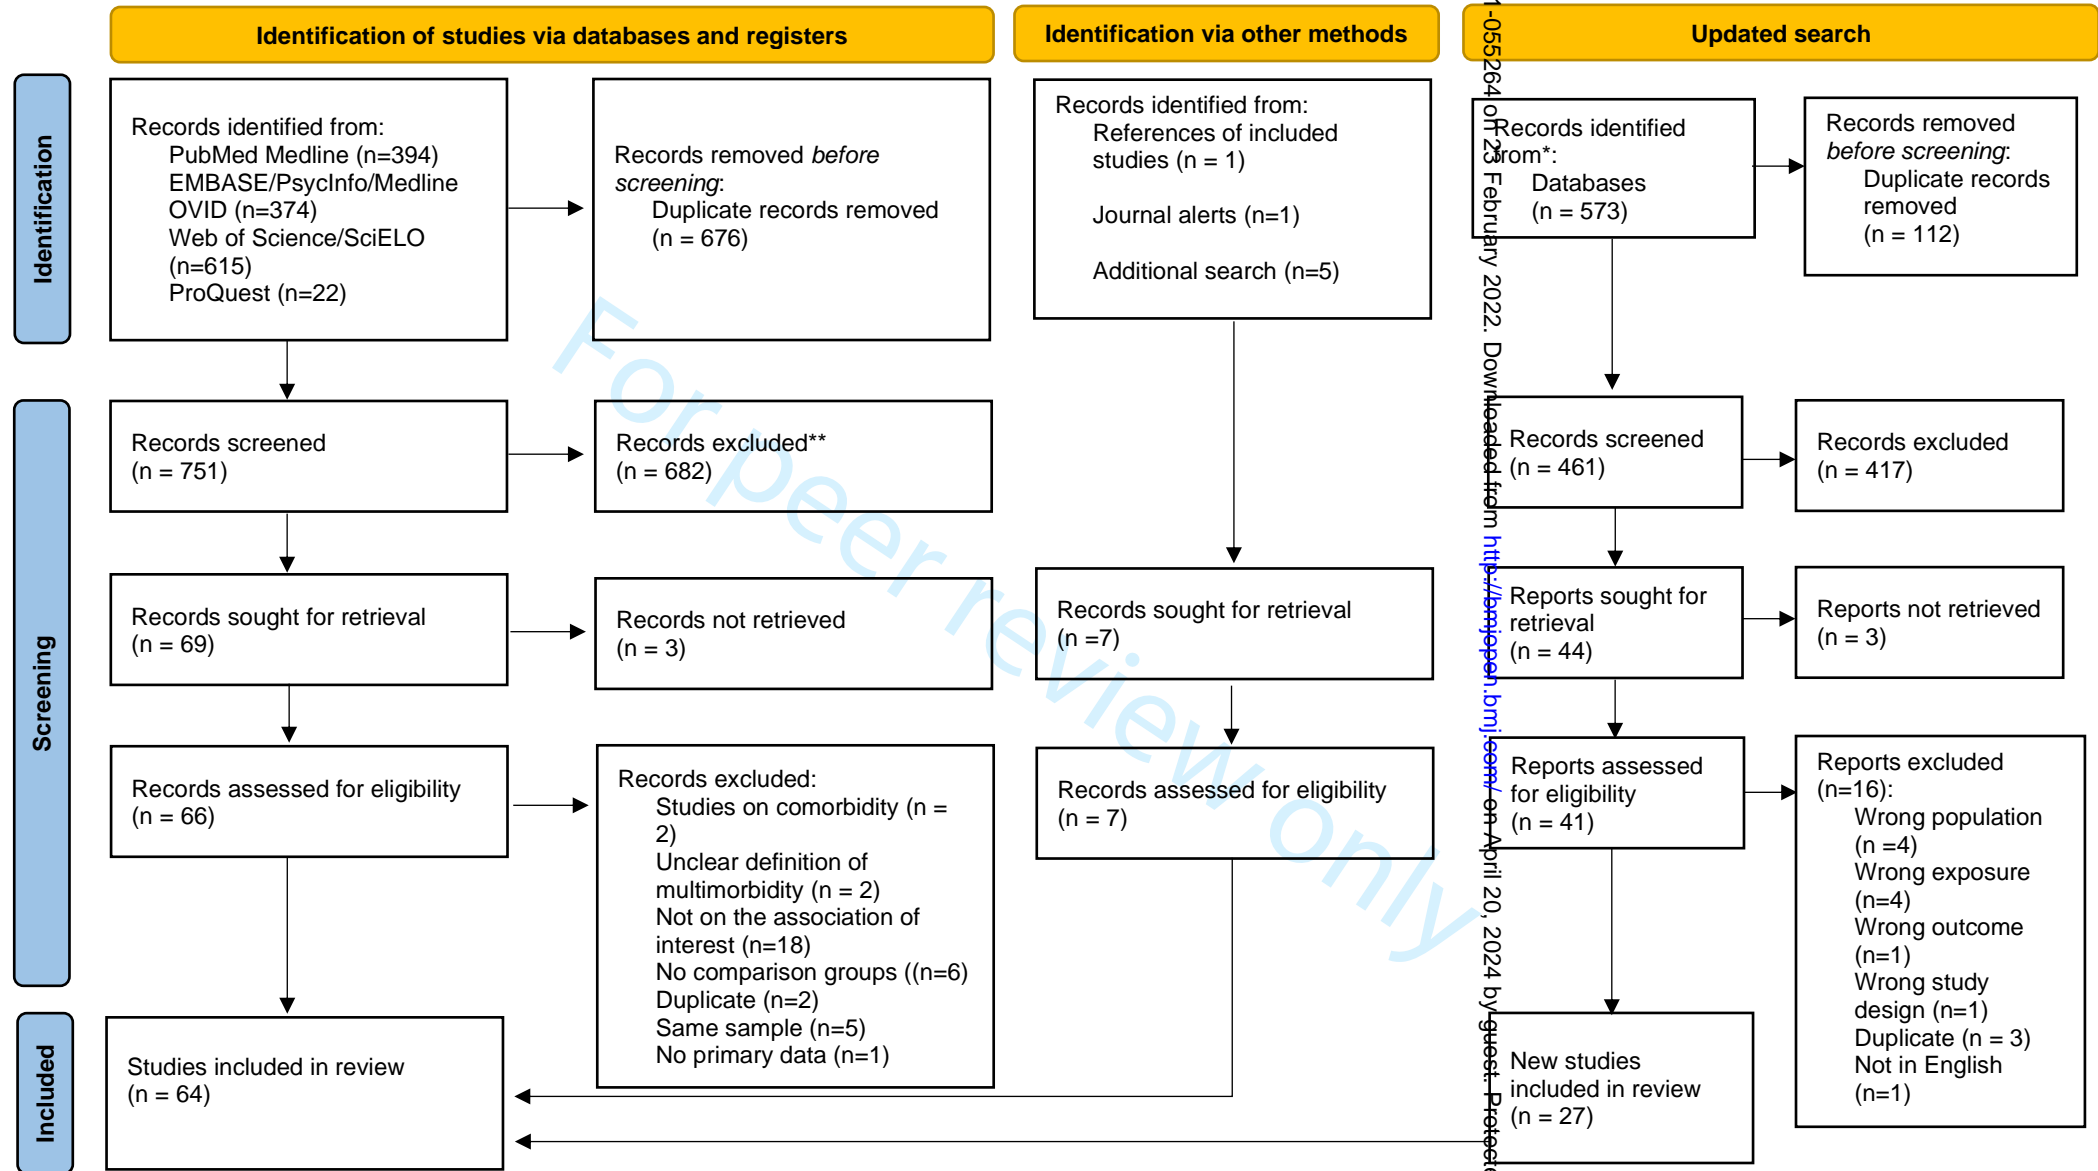 Identification of studies via databases and registers
Identification via other methods
Updated search
Identification
Records identified from:
PubMed Medline (n=394)
EMBASE/PsycInfo/Medline
OVID (n=374)
Web of Science/SciELO
(n=615)
ProQuest (n=22)
Records removed before
screening:
Duplicate records removed
(n = 676)
Records identified from:
References of included
studies (n = 1)
Journal alerts (n=1)
Additional search (n=5)
Records identified
from*:
Databases
(n = 573)
Records removed
before screening:
Duplicate records
removed
(n = 112)
Screening
Records screened
(n = 751)
Records excluded**
(n = 682)
Records screened
(n = 461)
Records excluded
(n = 417)
Records sought for retrieval
(n = 69)
Records not retrieved
(n = 3)
Records sought for retrieval
(n =7)
Reports sought for
retrieval
(n = 44)
Reports not retrieved
(n = 3)
Records assessed for eligibility
(n = 66)
Records excluded:
Studies on comorbidity (n =
2)
Unclear definition of
multimorbidity (n = 2)
Not on the association of
interest (n=18)
No comparison groups ((n=6)
Duplicate (n=2)
Same sample (n=5)
No primary data (n=1)
Records assessed for eligibility
(n = 7)
Reports assessed
for eligibility
(n = 41)
Reports excluded
(n=16):
Wrong population
(n =4)
Wrong exposure
(n=4)
Wrong outcome
(n=1)
Wrong study
design (n=1)
Duplicate (n = 3)
Not in English
(n=1)
Included
Studies included in review
(n = 64)
New studies
included in review
(n = 27)
For peer review only
1-055264 on 23 February 2022. Downloaded from http://bmjopen.bmj.com/ on April 20, 2024 by guest. Protecte